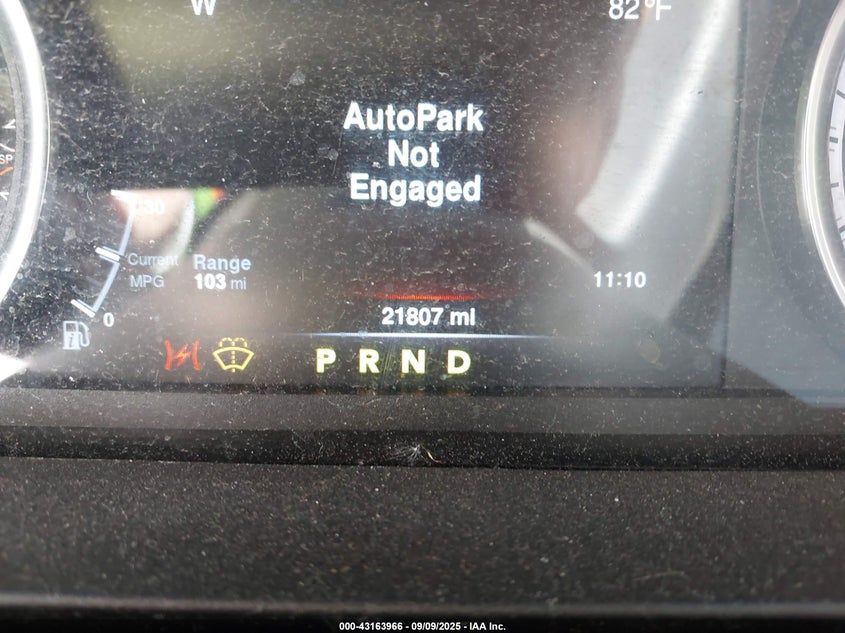 W
82°F
AutoPark
Not
Engaged
30
Current
MPG
Range
103 mi
11:10
0
21807 mi
P R N D
000-43163966 - 09/09/2025 - IAA Inc.